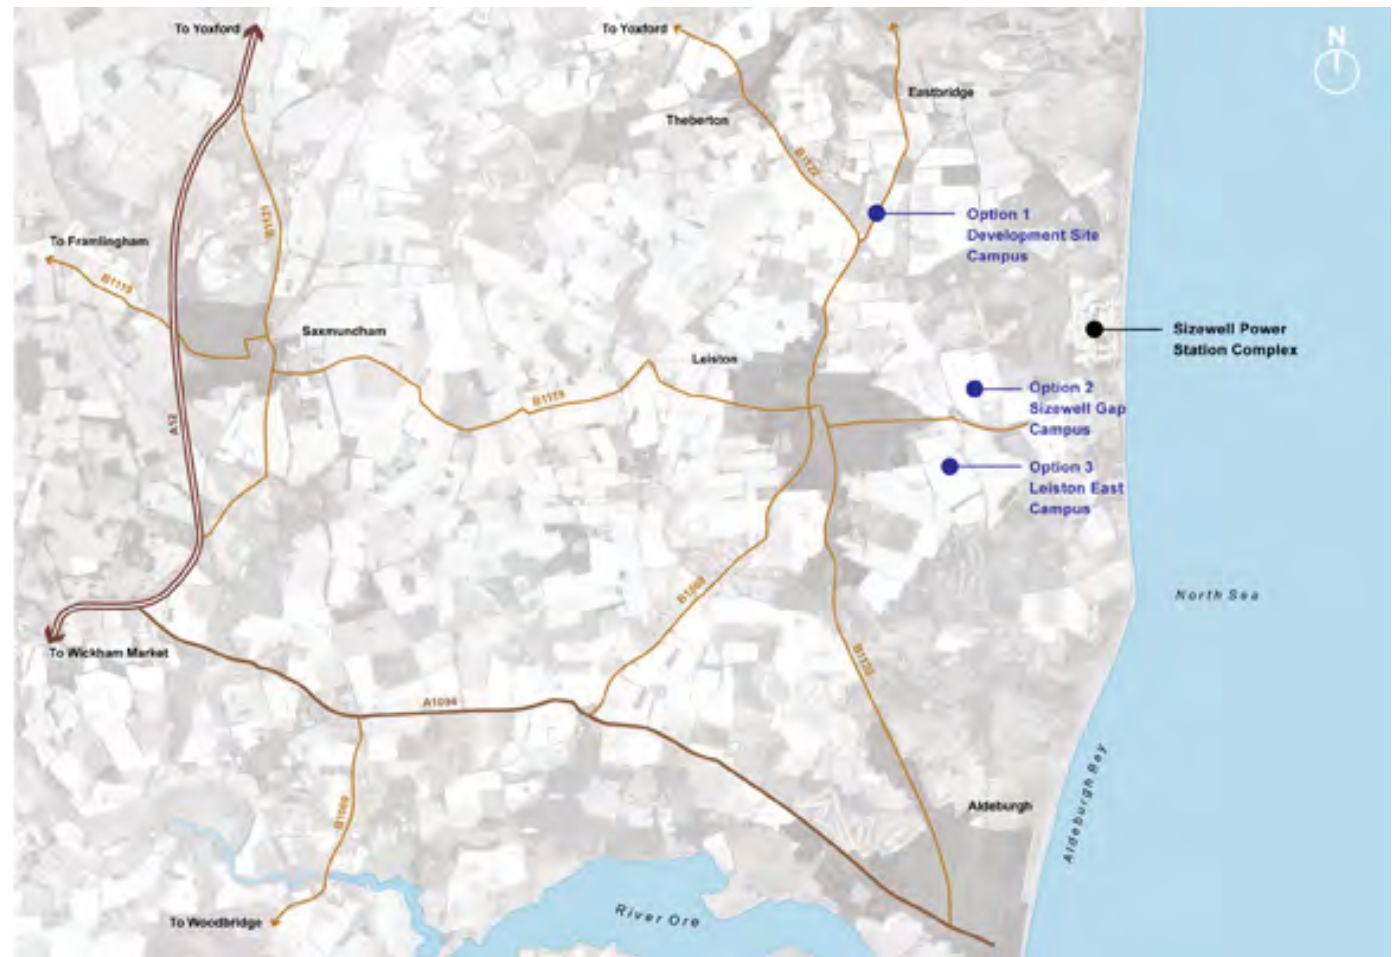 To Yoxford
To Yoxford
N
Eastbridge
Theberton
B1122
Option 1
Development Site
Campus
B1121
To Framlingham
B1119
Saxmundham
Sizewell Power
Station Complex
Leiston
Option 2
Sizewell Gap
Campus
B1119
A12
Option 3
Leiston East
Campus
B1069
North Sea
To Wickham Market
B1122
A1094
Aldeburgh Bay
Aldeburgh
B1069
To Woodbridge
River Ore